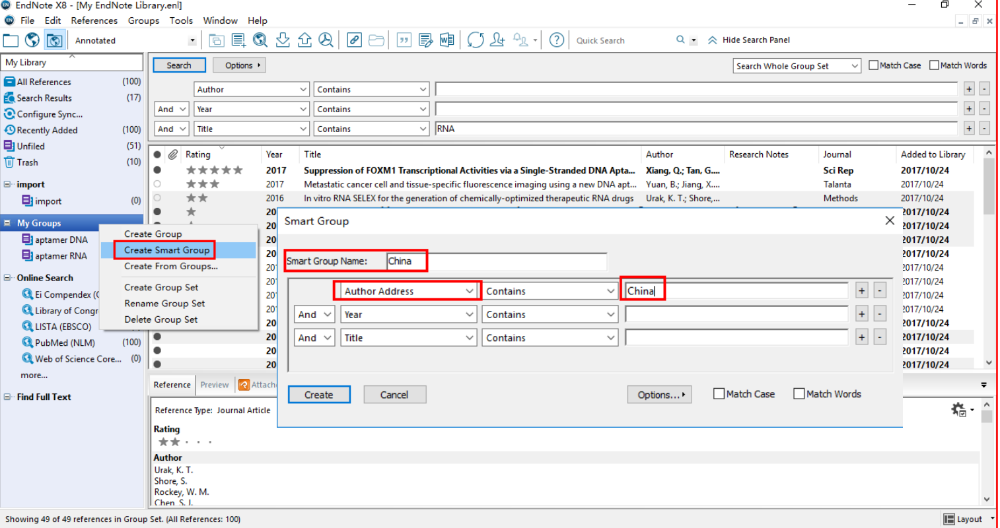 EndNote X8 - [My EndNote Library.enl]
File Edit References Groups Tools Window Help
Annotated Quick Search Hide Search Panel
My Library
All References (100)
Search Results (17)
Configure Sync...
Recently Added (100)
Unfiled (51)
Trash (10)
import
import (0)
My Groups
aptamer DNA
aptamer RNA
Online Search
Ei Compendex (
Library of Congr
LISTA (EBSCO)
PubMed (NLM) (100)
Web of Science Core... (0)
more...
Find Full Text
Search Options Search Whole Group Set Match Case Match Words
Author Contains + -
And Year Contains + -
And Title Contains RNA + -
Rating Year Title Author Research Notes Journal Added to Library
2017 Suppression of FOXM1 Transcriptional Activities via a Single-Stranded DNA Apta... Xiang, Q.; Tan, G.... Sci Rep 2017/10/24
2017 Metastatic cancer cell and tissue-specific fluorescence imaging using a new DNA apt... Yuan, B.; Jiang, X.... Talanta 2017/10/24
2016 In vitro RNA SELEX for the generation of chemically-optimized therapeutic RNA drugs Urak, K. T.; Shore,... Methods 2017/10/24
20 2017/10/24
20 2017/10/24
20 2017/10/24
20 2017/10/24
20 2017/10/24
20 2017/10/24
20 2017/10/24
20 2017/10/24
20 2017/10/24
20 2017/10/24
20 2017/10/24
20 2017/10/24
Create Group
Create Smart Group
Create From Groups...
Create Group Set
Rename Group Set
Delete Group Set
Smart Group
Smart Group Name: China
Author Address Contains China + -
And Year Contains + -
And Title Contains + -
Create Cancel Options... Match Case Match Words
Reference Preview Attach
Reference Type: Journal Article
Rating
Author
Urak, K. T.
Shore, S.
Rockey, W. M.
Chen, S. J.
Showing 49 of 49 references in Group Set. (All References: 100) Layout